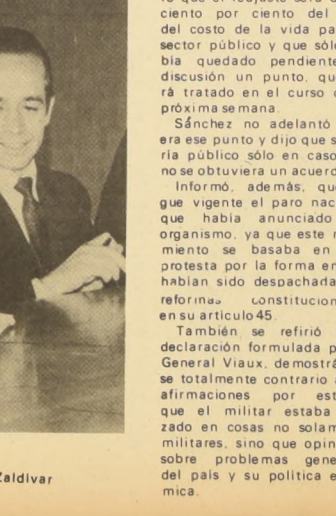 ciento por ciento del
del costo de la vida pa
sector público y que sólo
bía quedado pendiente
discusión un punto, que
rá tratado en el curso d
próxima semana.
Sánchez no adelantó
era ese punto y dijo que s
ría público sólo en caso
no se obtuviera un acuerd
Informó, además, que
gue vigente el paro nac
que había anunciado
organismo, ya que este m
miento se basaba en
protesta por la forma en
habían sido despachada
reformas constitucion
en su artículo 45.
También se refirió
declaración formulada p
General Viaux, demostrá
se totalmente contrario a
afirmaciones por est
que el militar estaba
zado en cosas no solam
militares, sino que opin
sobre problemas gene
del país y su política e
mica.
Zaldívar